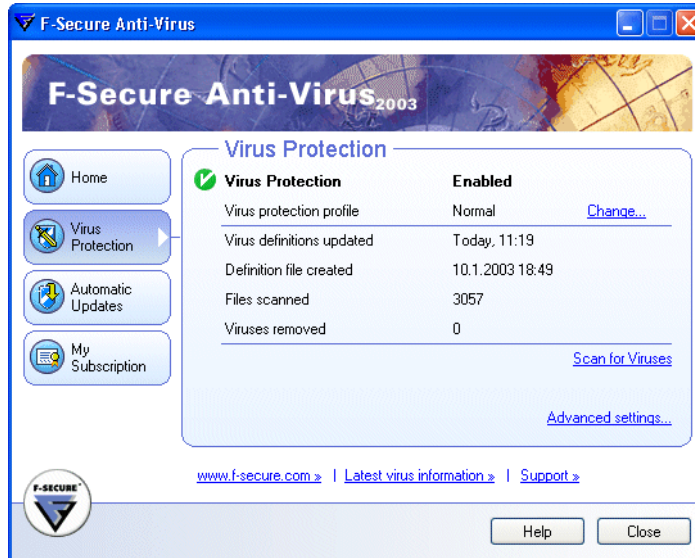 F-Secure Anti-Virus
F-Secure Anti-Virus 2003
Home
Virus
Protection
Automatic
Updates
My
Subscription
Virus Protection
Virus Protection Enabled
Virus protection profile Normal Change...
Virus definitions updated Today, 11:19
Definition file created 10.1.2003 18:49
Files scanned 3057
Viruses removed 0
Scan for Viruses
Advanced settings...
www.f-secure.com » | Latest virus information » | Support »
F-SECURE
Help Close